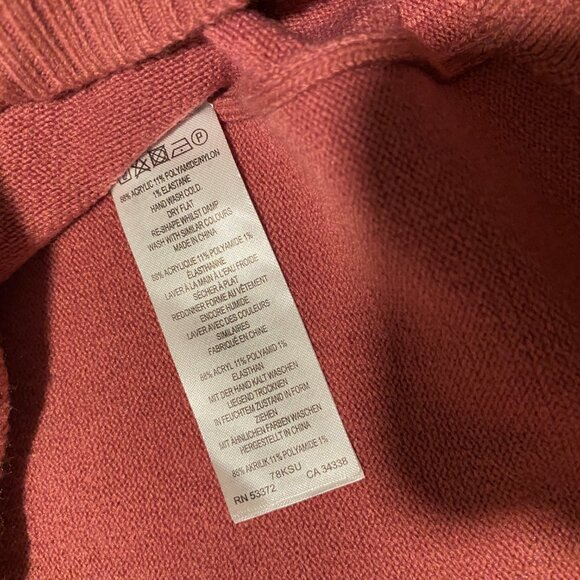 88% ACRYLIC 11% POLYAMIDE/NYLON
1% ELASTANE
HAND WASH COLD
DRY FLAT
RE-SHAPE WHILST DAMP
WASH WITH SIMILAR COLOURS
MADE IN CHINA
88% ACRYLIQUE 11% POLYAMIDE 1%
ÉLASTHANNE
LAVER À LA MAIN À L'EAU FROIDE
SÉCHER À PLAT
REDONNER FORME AU VÊTEMENT
ENCORE HUMIDE
LAVER AVEC DES COULEURS
SIMILAIRES
FABRIQUÉ EN CHINE
88% ACRYL 11% POLYAMID 1%
ELASTHAN
MIT DER HAND KALT WASCHEN
LIEGEND TROCKNEN
IN FEUCHTEM ZUSTAND IN FORM
ZIEHEN
MIT ÄHNLICHEN FARBEN WASCHEN
HERGESTELLT IN CHINA
AKRILIK 11% POLYAMIDE 1%
78KSU
RN 53372 CA 34338